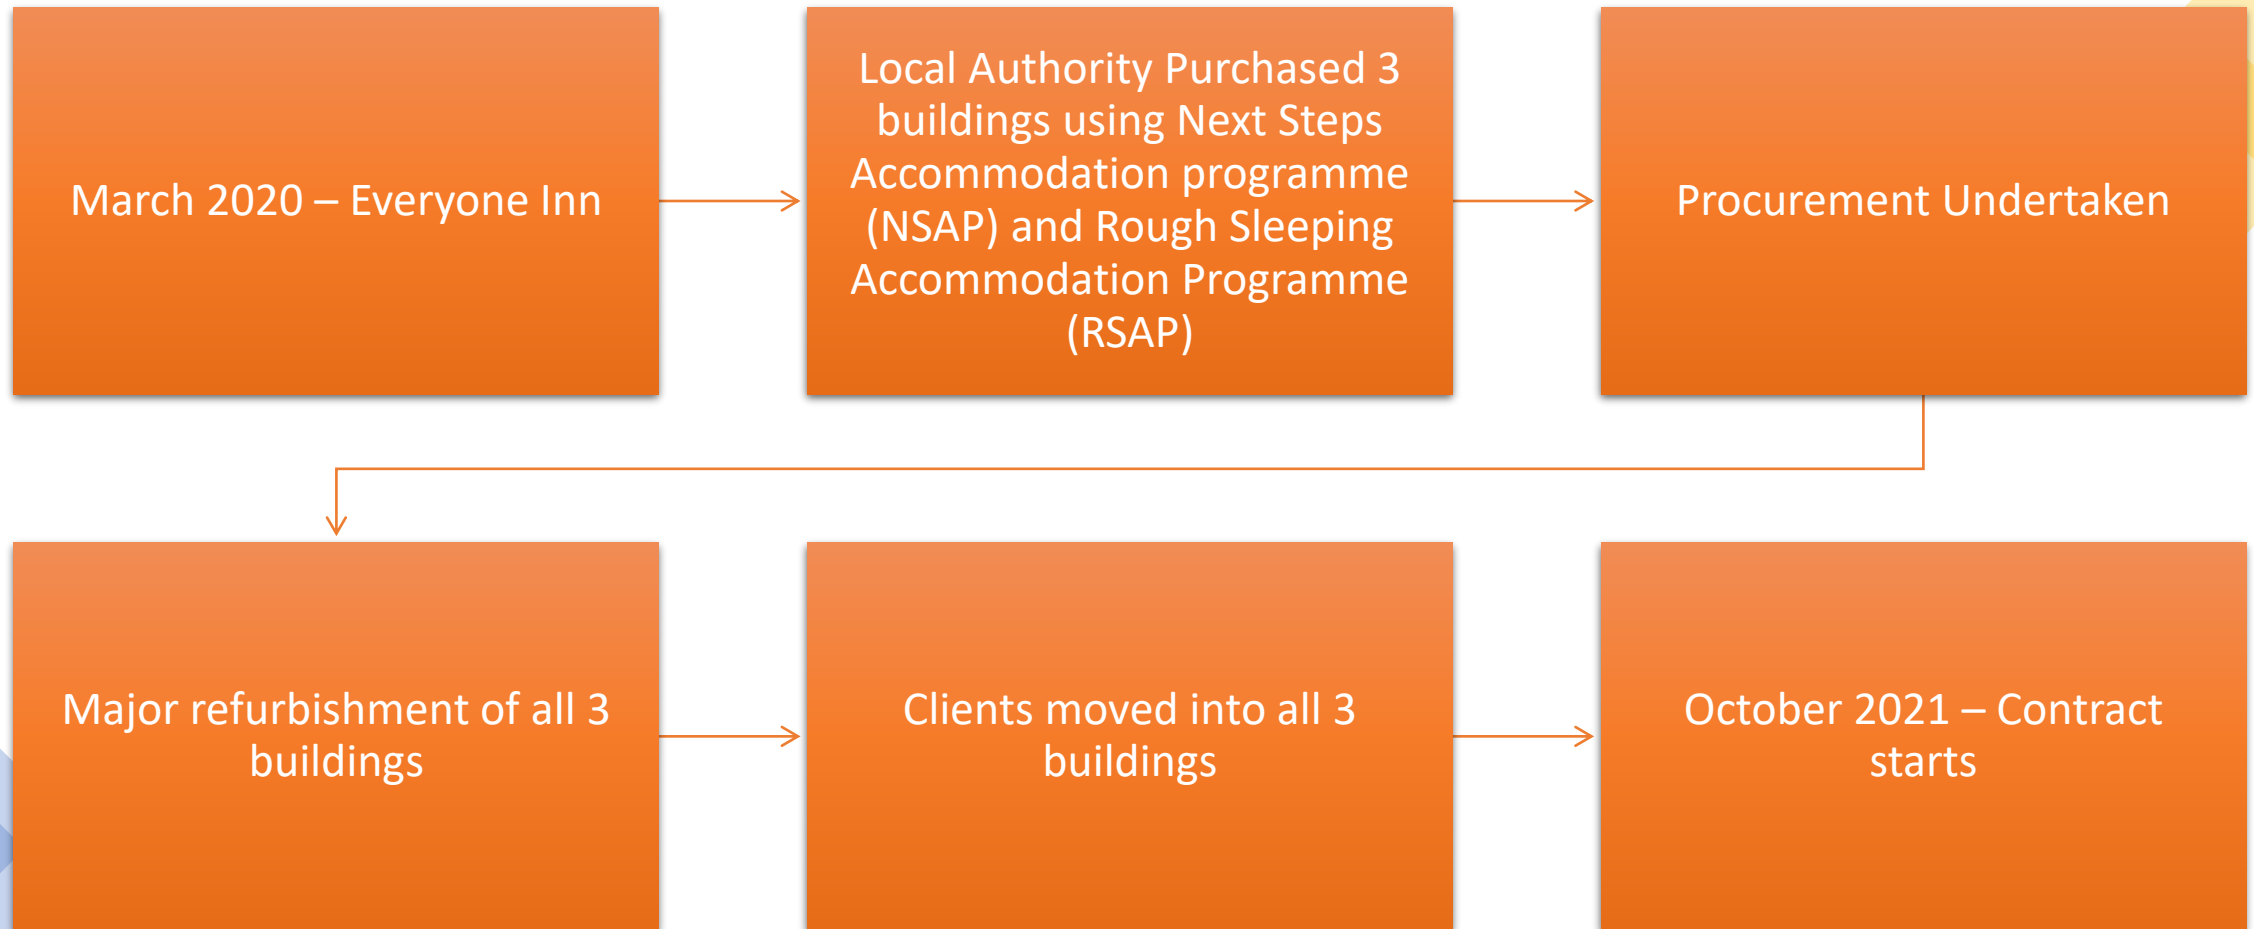 March 2020 – Everyone Inn
Local Authority Purchased 3
buildings using Next Steps
Accommodation programme
(NSAP) and Rough Sleeping
Accommodation Programme
(RSAP)
Procurement Undertaken
Major refurbishment of all 3
buildings
Clients moved into all 3
buildings
October 2021 – Contract
starts